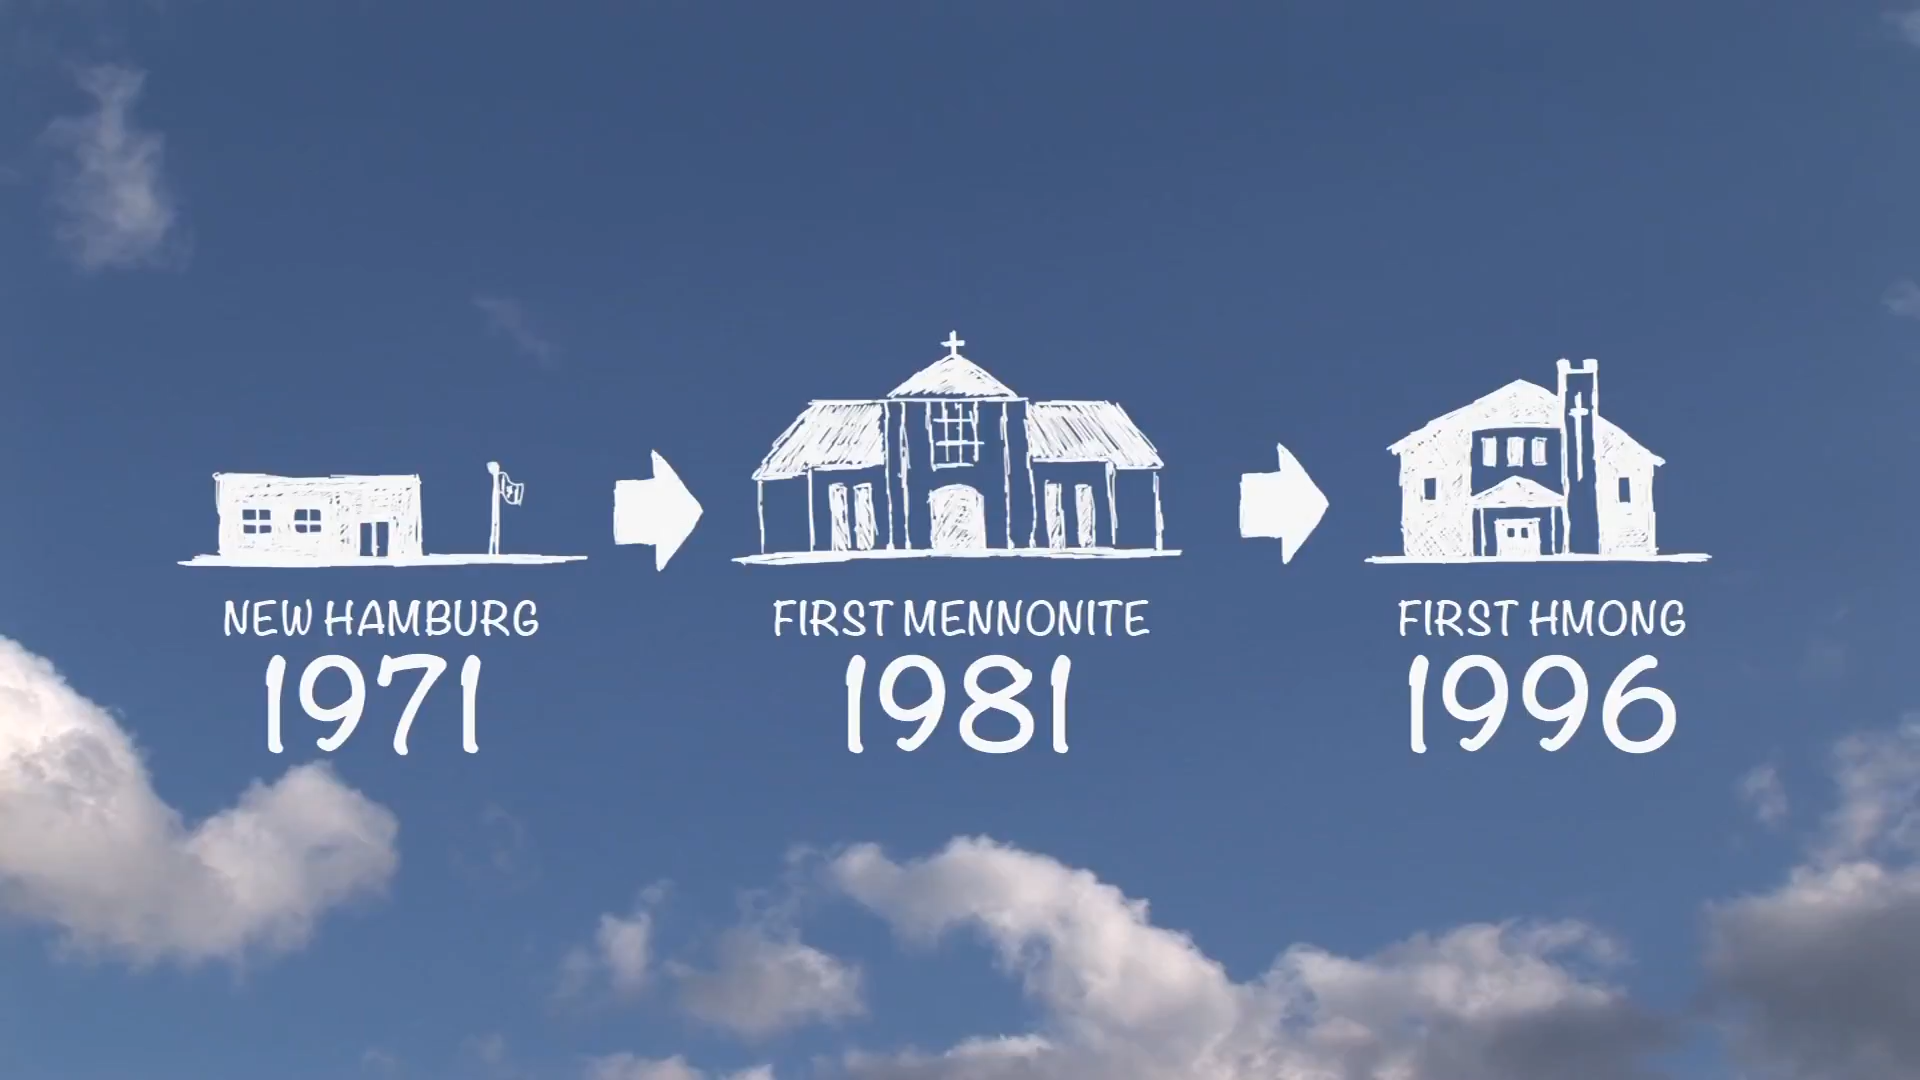 NEW HAMBURG
1971
FIRST MENNONITE
1981
FIRST HMONG
1996